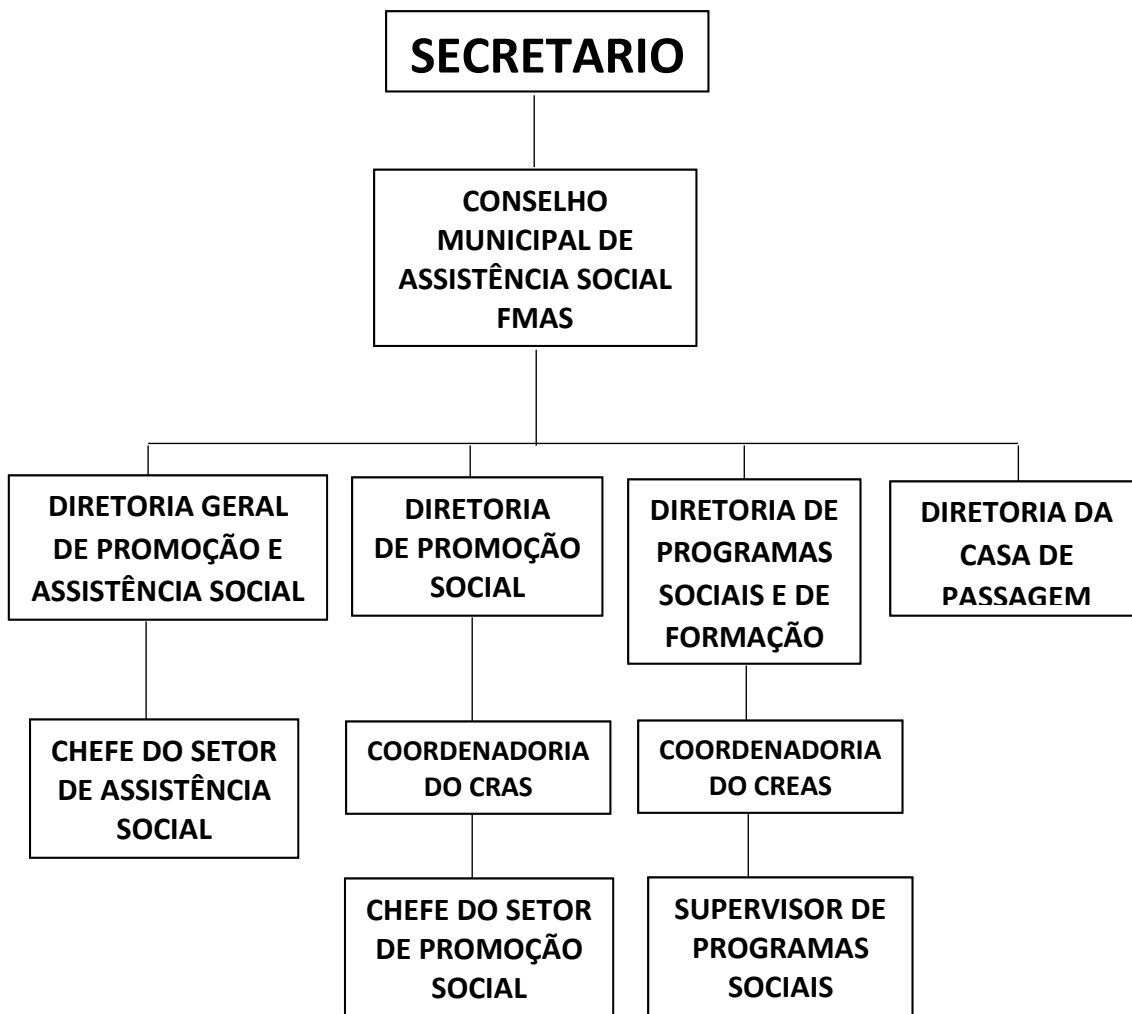 SECRETARIO
CONSELHO
MUNICIPAL DE
ASSISTÊNCIA SOCIAL
FMAS
DIRETORIA GERAL
DE PROMOÇÃO E
ASSISTÊNCIA SOCIAL
DIRETORIA
DE PROMOÇÃO
SOCIAL
DIRETORIA DE
PROGRAMAS
SOCIAIS E DE
FORMAÇÃO
DIRETORIA DA
CASA DE
PASSAGEM
CHEFE DO SETOR
DE ASSISTÊNCIA
SOCIAL
COORDENADORIA
DO CRAS
COORDENADORIA
DO CREAS
CHEFE DO SETOR
DE PROMOÇÃO
SOCIAL
SUPERVISOR DE
PROGRAMAS
SOCIAIS